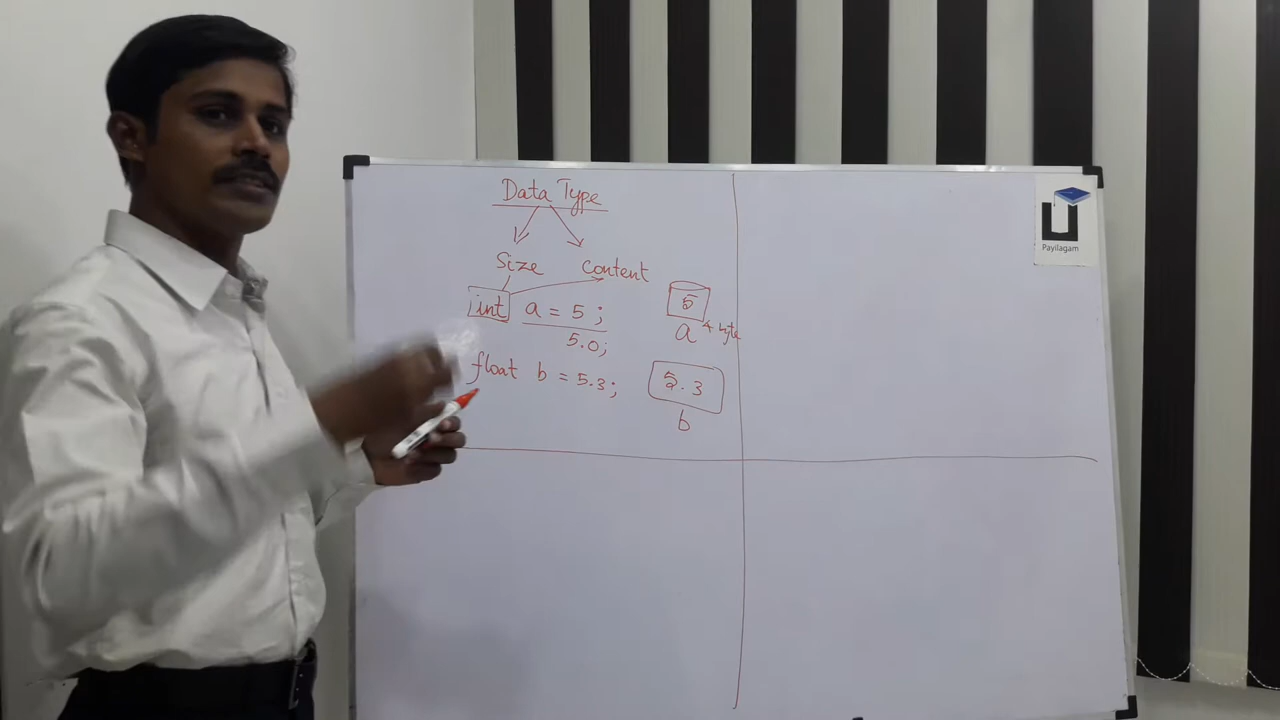 Data Type
Size content
int a = 5 ;
5.0;
float b = 5.3;
5
a 4 byte
5.3
b
Payilagam